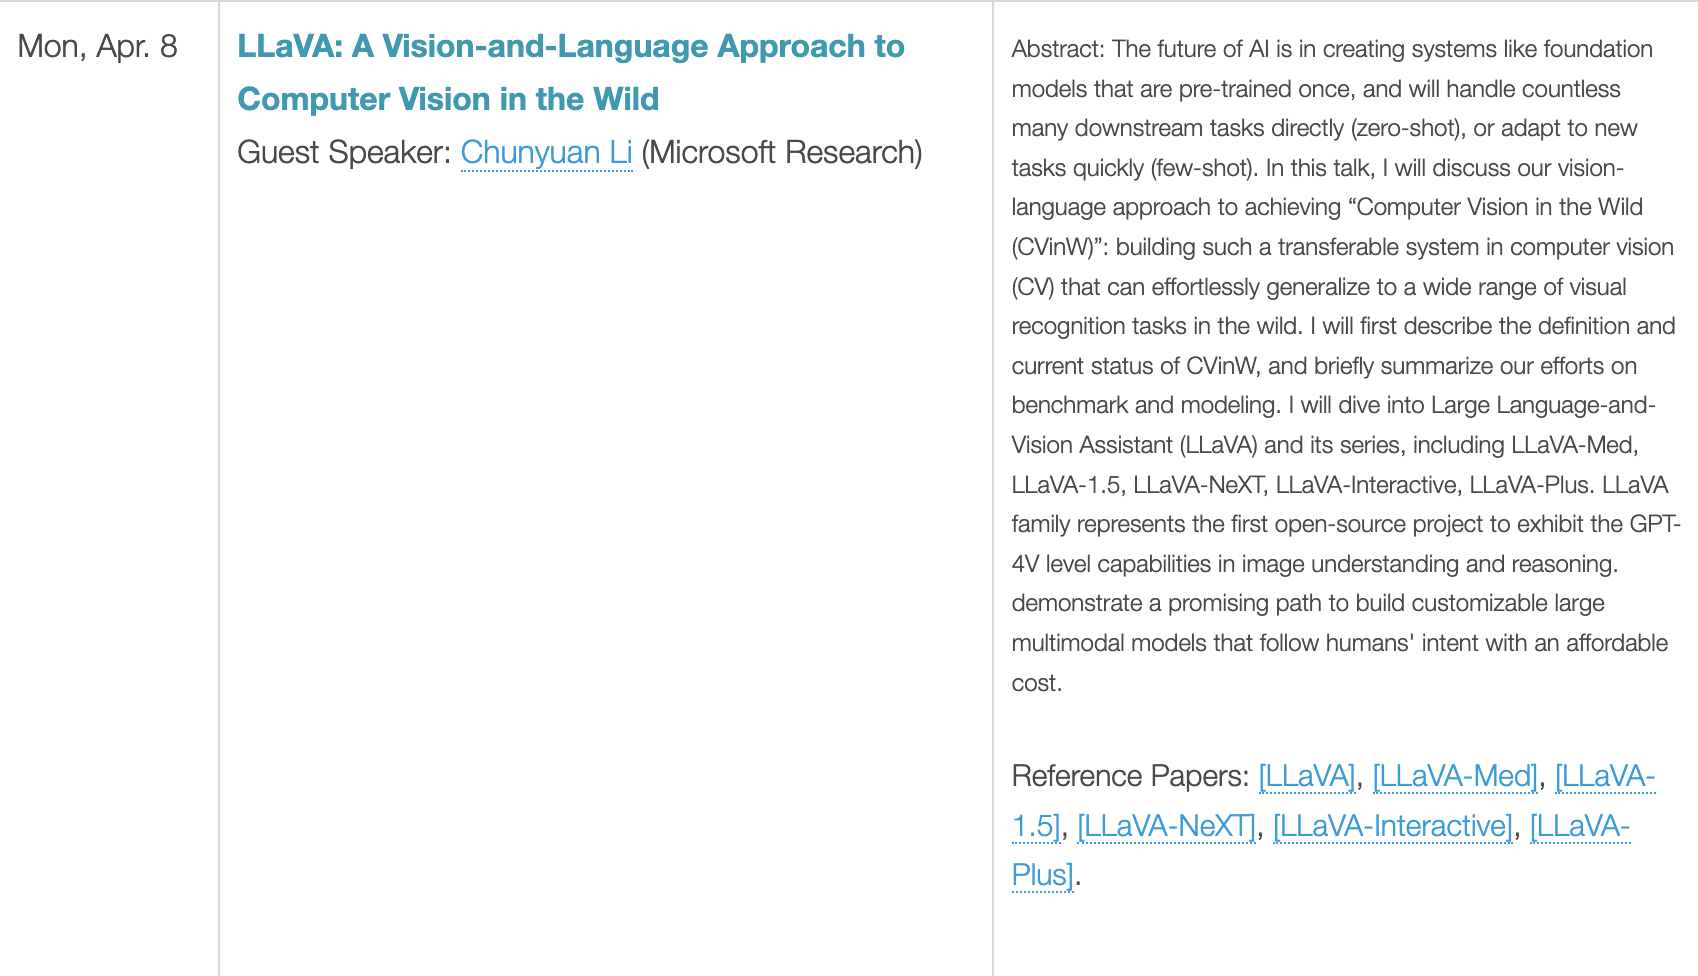 Mon, Apr. 8
LLaVA: A Vision-and-Language Approach to
Computer Vision in the Wild
Guest Speaker: Chunyuan Li (Microsoft Research)
Abstract: The future of AI is in creating systems like foundation
models that are pre-trained once, and will handle countless
many downstream tasks directly (zero-shot), or adapt to new
tasks quickly (few-shot). In this talk, I will discuss our vision-
language approach to achieving “Computer Vision in the Wild
(CVinW)”: building such a transferable system in computer vision
(CV) that can effortlessly generalize to a wide range of visual
recognition tasks in the wild. I will first describe the definition and
current status of CVinW, and briefly summarize our efforts on
benchmark and modeling. I will dive into Large Language-and-
Vision Assistant (LLaVA) and its series, including LLaVA-Med,
LLaVA-1.5, LLaVA-NeXT, LLaVA-Interactive, LLaVA-Plus. LLaVA
family represents the first open-source project to exhibit the GPT-
4V level capabilities in image understanding and reasoning.
demonstrate a promising path to build customizable large
multimodal models that follow humans' intent with an affordable
cost.
Reference Papers: [LLaVA], [LLaVA-Med], [LLaVA-
1.5], [LLaVA-NeXT], [LLaVA-Interactive], [LLaVA-
Plus].